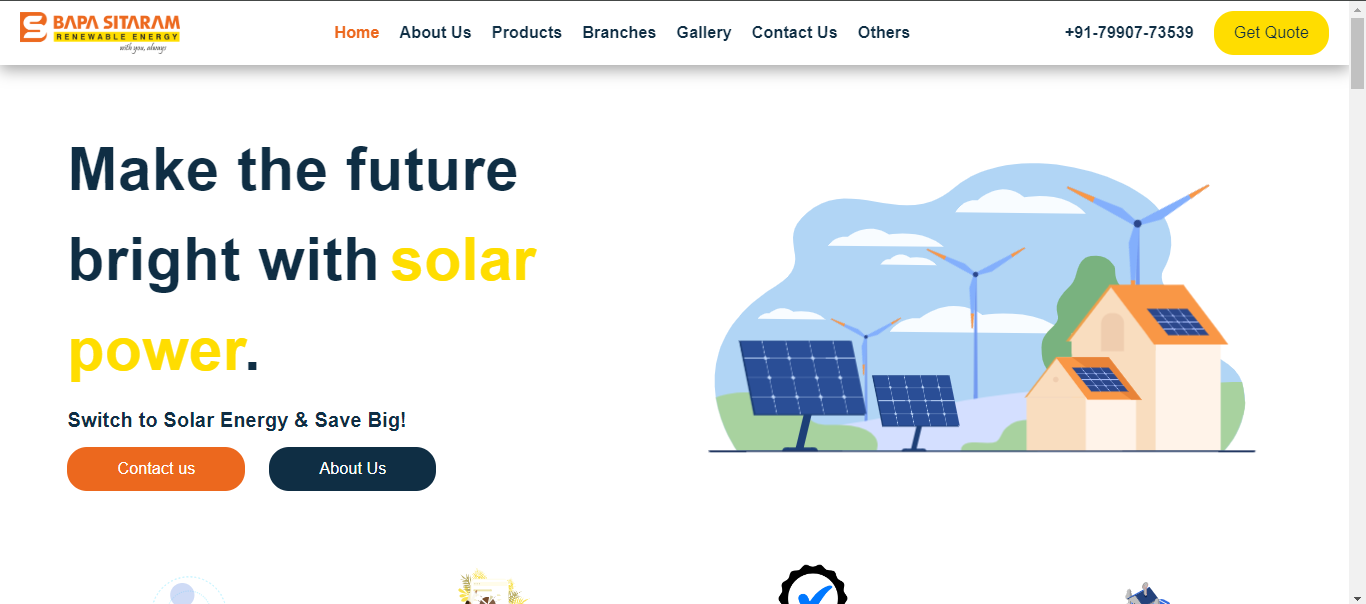 BAPA SITARAM
RENEWABLE ENERGY
with you, always
Home About Us Products Branches Gallery Contact Us Others
+91-79907-73539
Get Quote
Make the future
bright with solar
power.
Switch to Solar Energy & Save Big!
Contact us
About Us